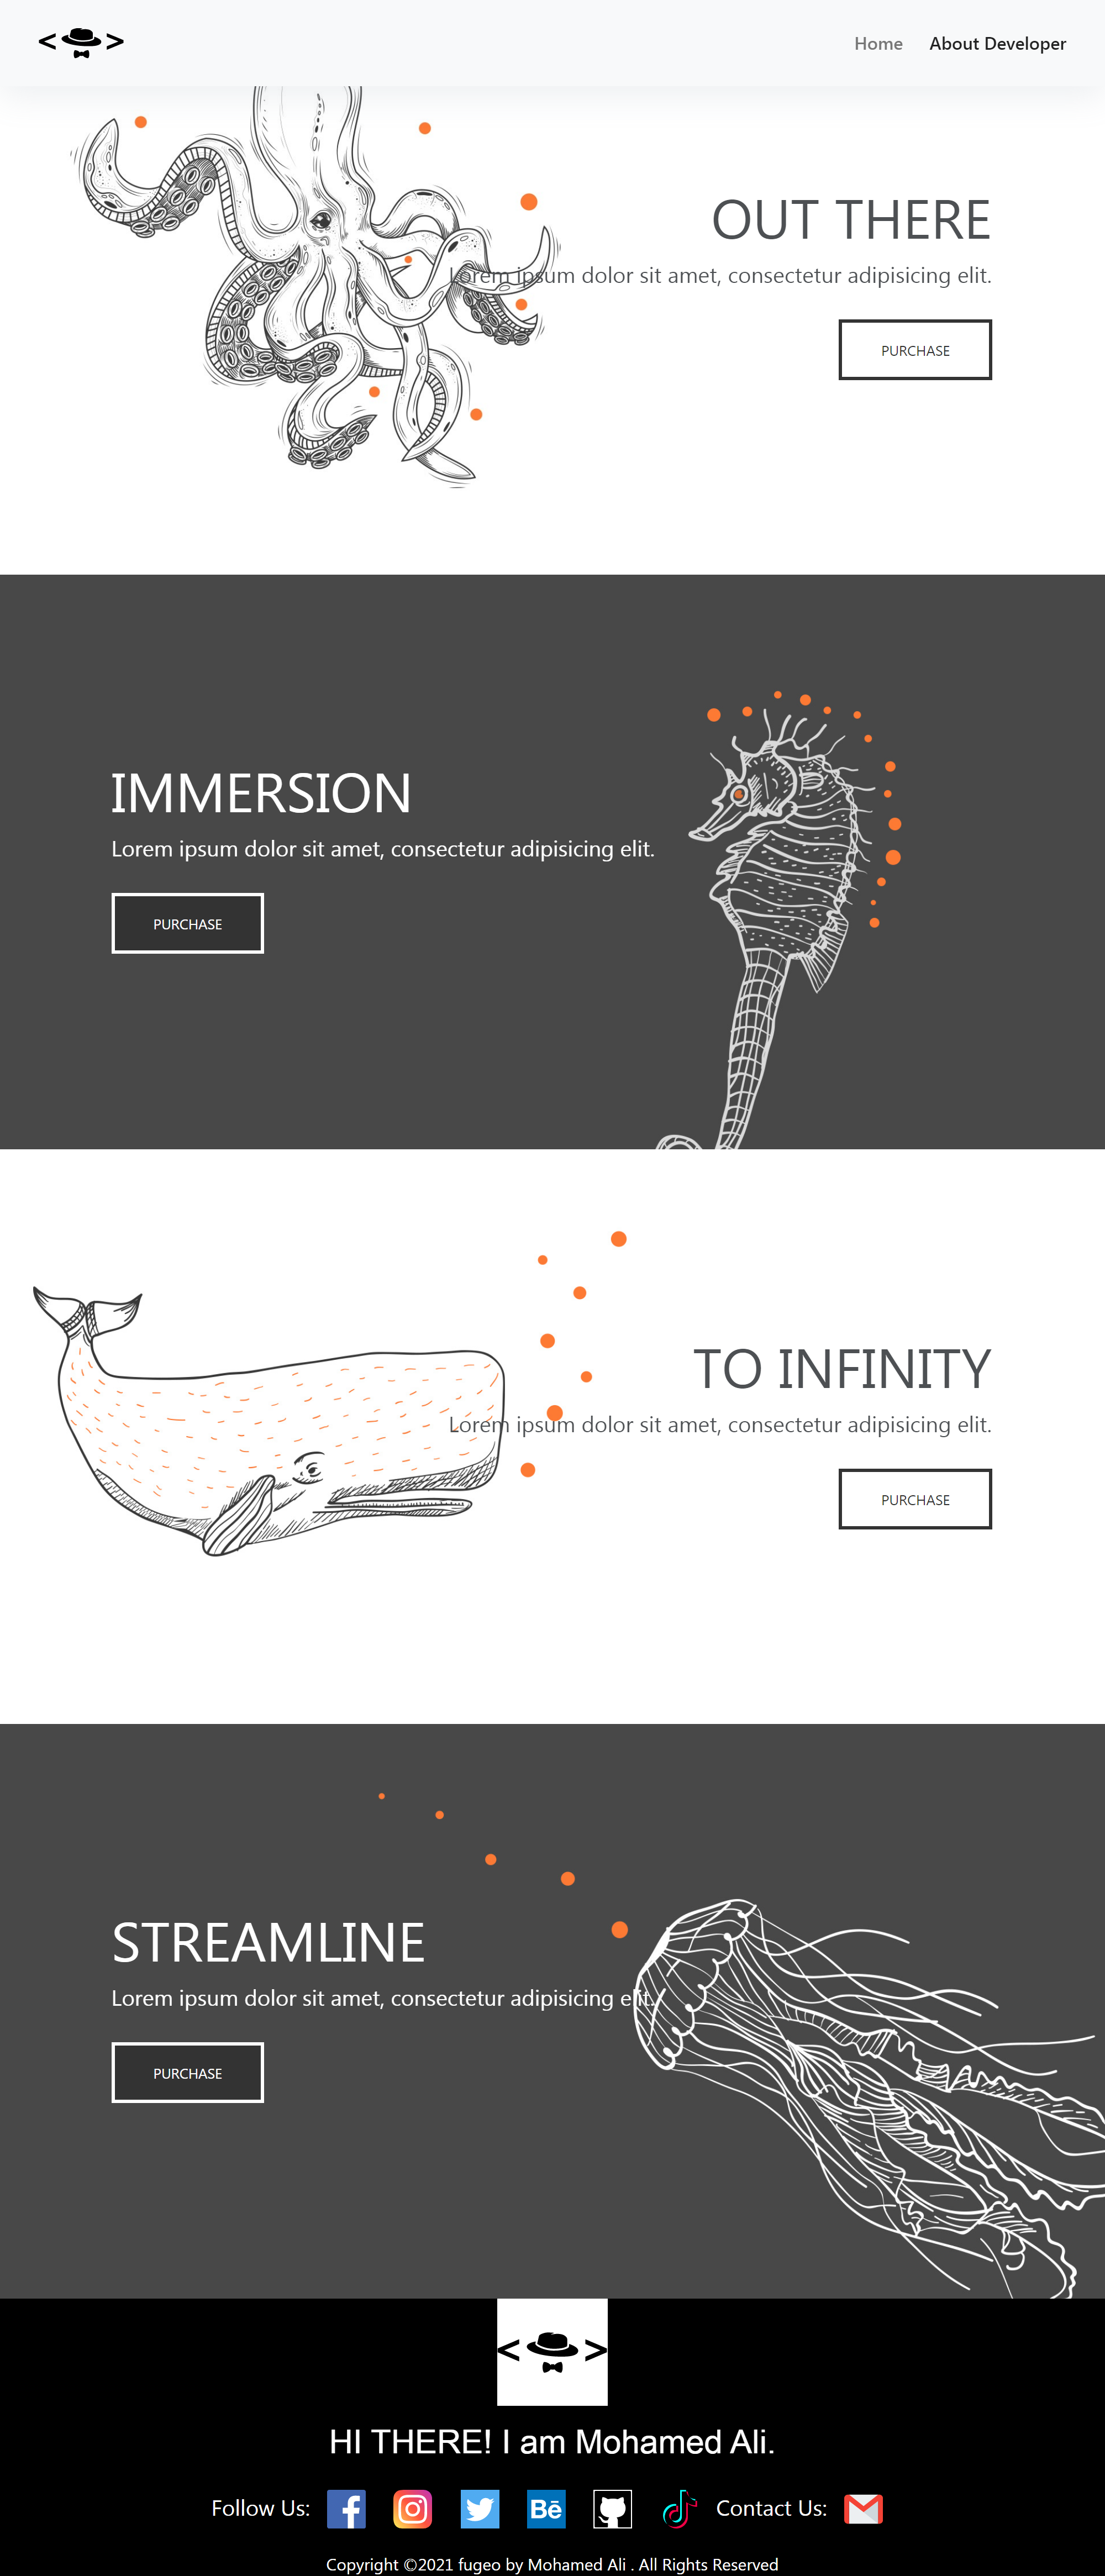 Home About Developer
OUT THERE
Lorem ipsum dolor sit amet, consectetur adipisicing elit.
PURCHASE
IMMERSION
Lorem ipsum dolor sit amet, consectetur adipisicing elit.
PURCHASE
TO INFINITY
Lorem ipsum dolor sit amet, consectetur adipisicing elit.
PURCHASE
STREAMLINE
Lorem ipsum dolor sit amet, consectetur adipisicing elit.
PURCHASE
HI THERE! I am Mohamed Ali.
Follow Us: Bē Contact Us:
Copyright ©2021 fugeo by Mohamed Ali . All Rights Reserved